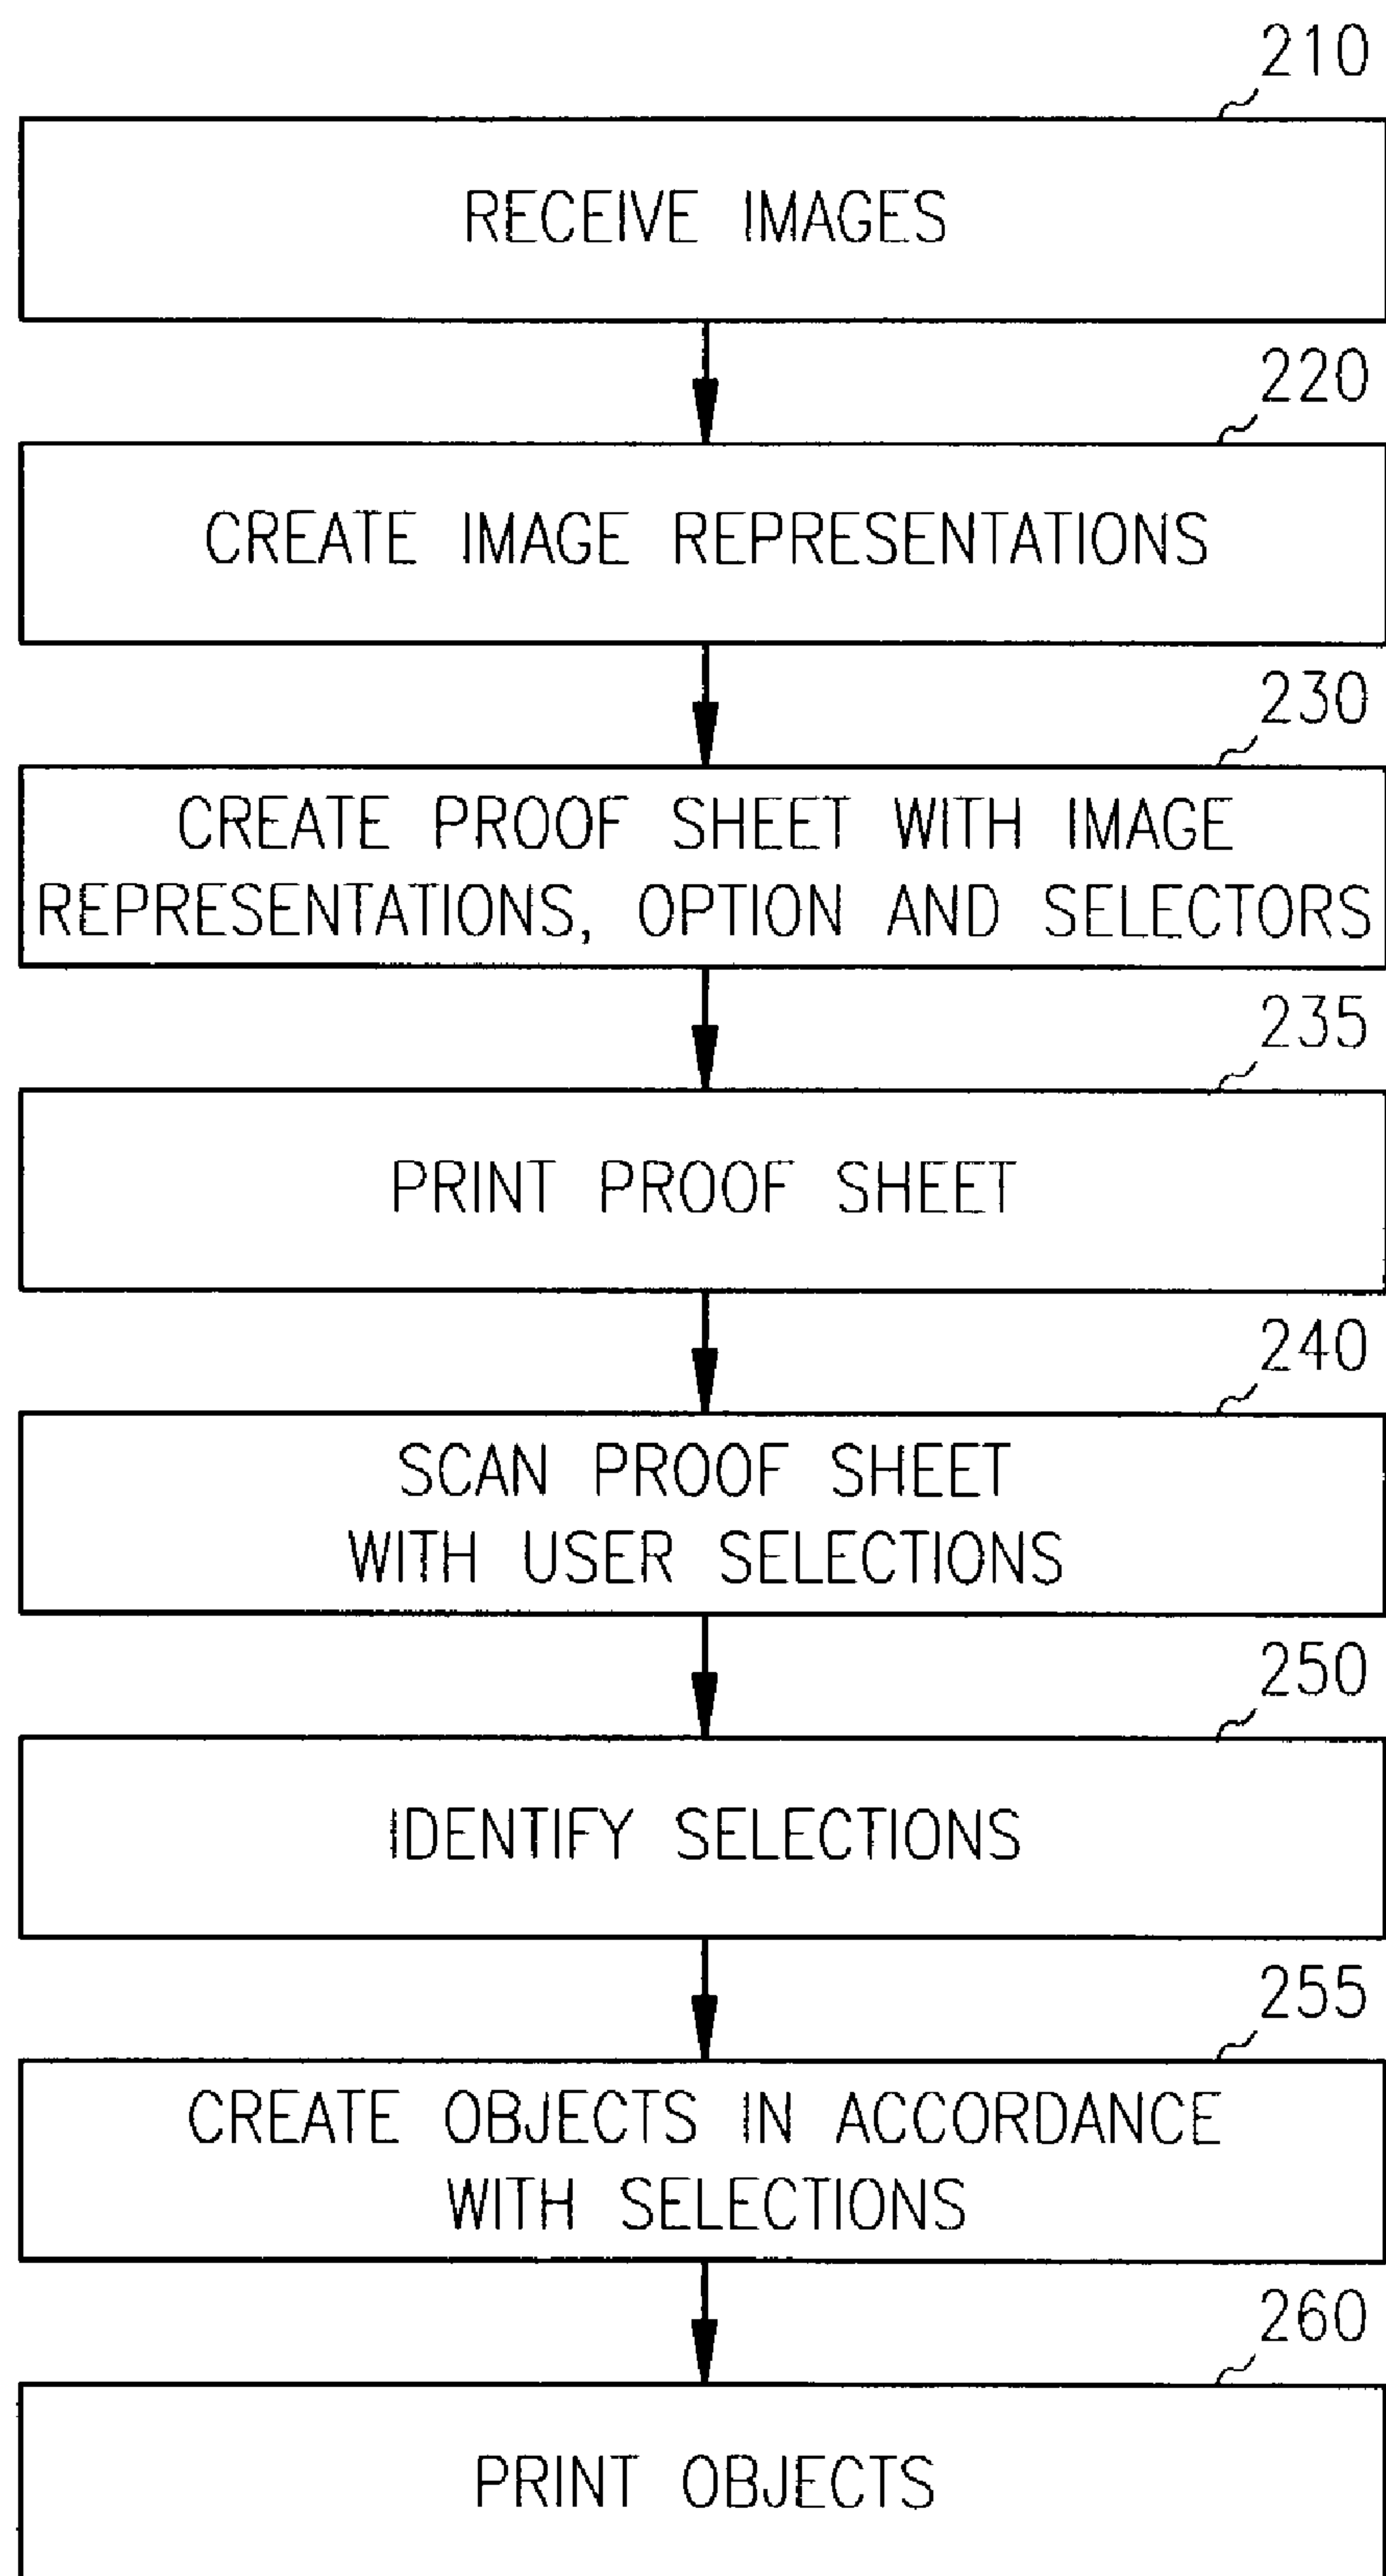 210
RECEIVE IMAGES
220
CREATE IMAGE REPRESENTATIONS
230
CREATE PROOF SHEET WITH IMAGE
REPRESENTATIONS, OPTION AND SELECTORS
235
PRINT PROOF SHEET
240
SCAN PROOF SHEET
WITH USER SELECTIONS
250
IDENTIFY SELECTIONS
255
CREATE OBJECTS IN ACCORDANCE
WITH SELECTIONS
260
PRINT OBJECTS